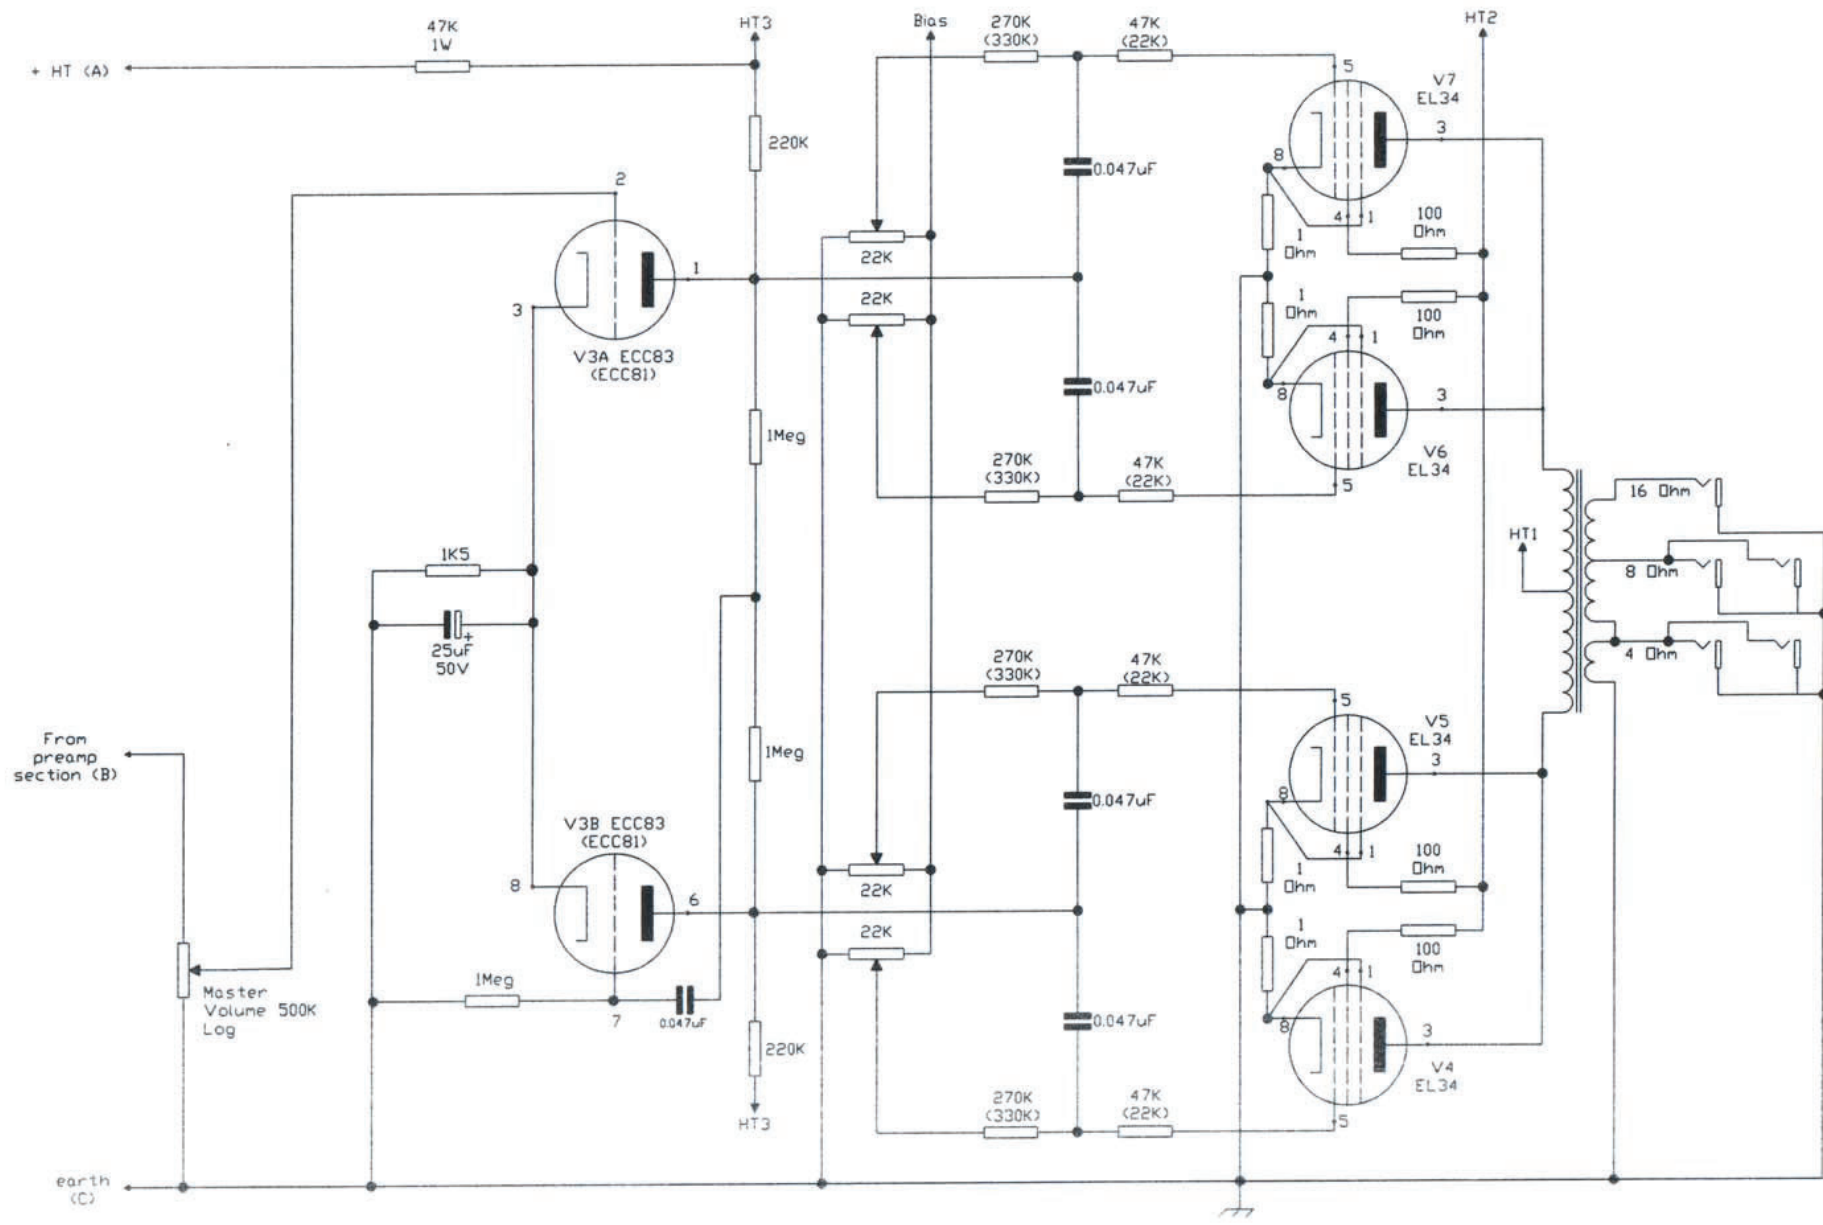 47K
1W
HT3
Bias
270K
(330K)
47K
(22K)
HT2
+ HT (A)
5
V7
EL34
3
220K
0.047uF
8
2
4 1
100
Ohm
1
Ohm
22K
1
22K
1
Ohm
100
Ohm
3
V3A ECC83
(ECC81)
4 1
0.047uF
8
3
1Meg
V6
EL34
270K
(330K)
47K
(22K)
5
16 Ohm
HT1
1K5
8 Ohm
+
25uF
50V
4 Ohm
270K
(330K)
47K
(22K)
5
V5
EL34
3
From
preamp
section (B)
1Meg
8
0.047uF
V3B ECC83
(ECC81)
4 1
100
Ohm
1
Ohm
8
22K
6
22K
1
Ohm
100
Ohm
4 1
1Meg
Master
Volume 500K
Log
7
0.047uF
0.047uF
8
3
220K
V4
EL34
270K
(330K)
47K
(22K)
5
HT3
earth
(C)